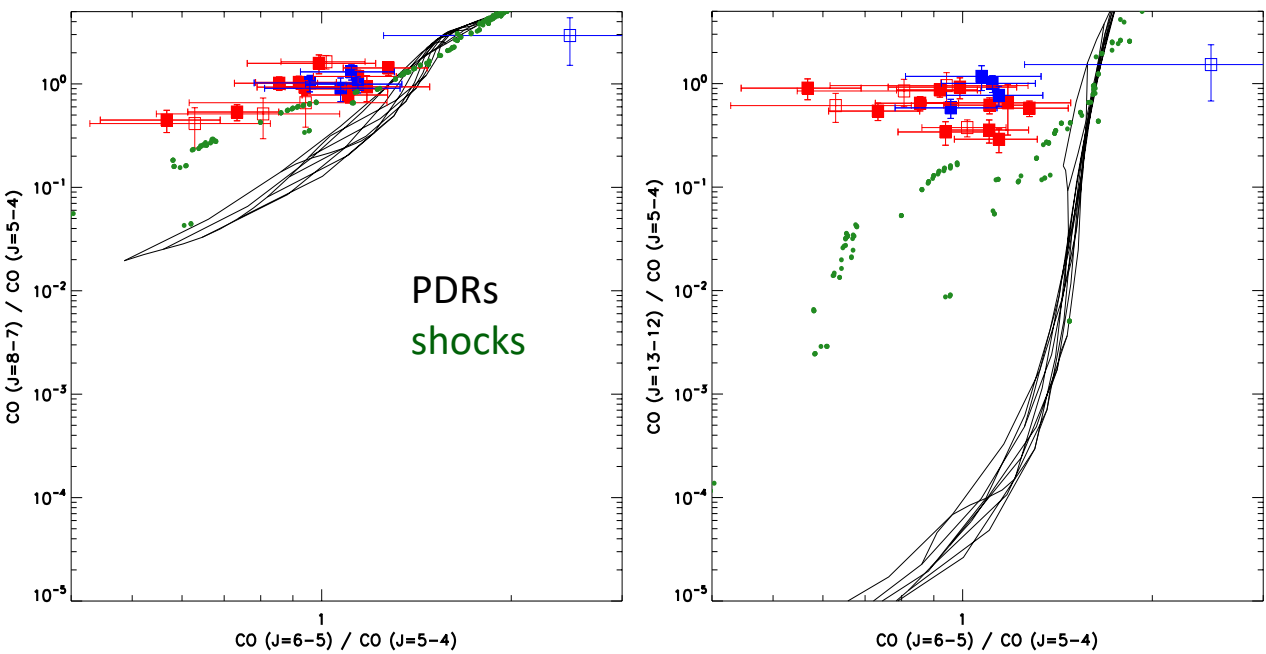 10⁰
10⁻¹
10⁻²
10⁻³
10⁻⁴
10⁻⁵
CO (J=8−7) / CO (J=5−4)
PDRs
shocks
1
CO (J=6−5) / CO (J=5−4)
10⁰
10⁻¹
10⁻²
10⁻³
10⁻⁴
10⁻⁵
CO (J=13−12) / CO (J=5−4)
1
CO (J=6−5) / CO (J=5−4)